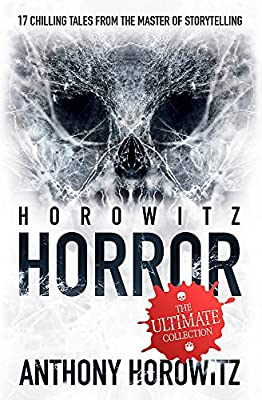 17 CHILLING TALES FROM THE MASTER OF STORYTELLING
HOROWITZ
HORROR
THE
ULTIMATE
COLLECTION
ANTHONY HOROWITZ